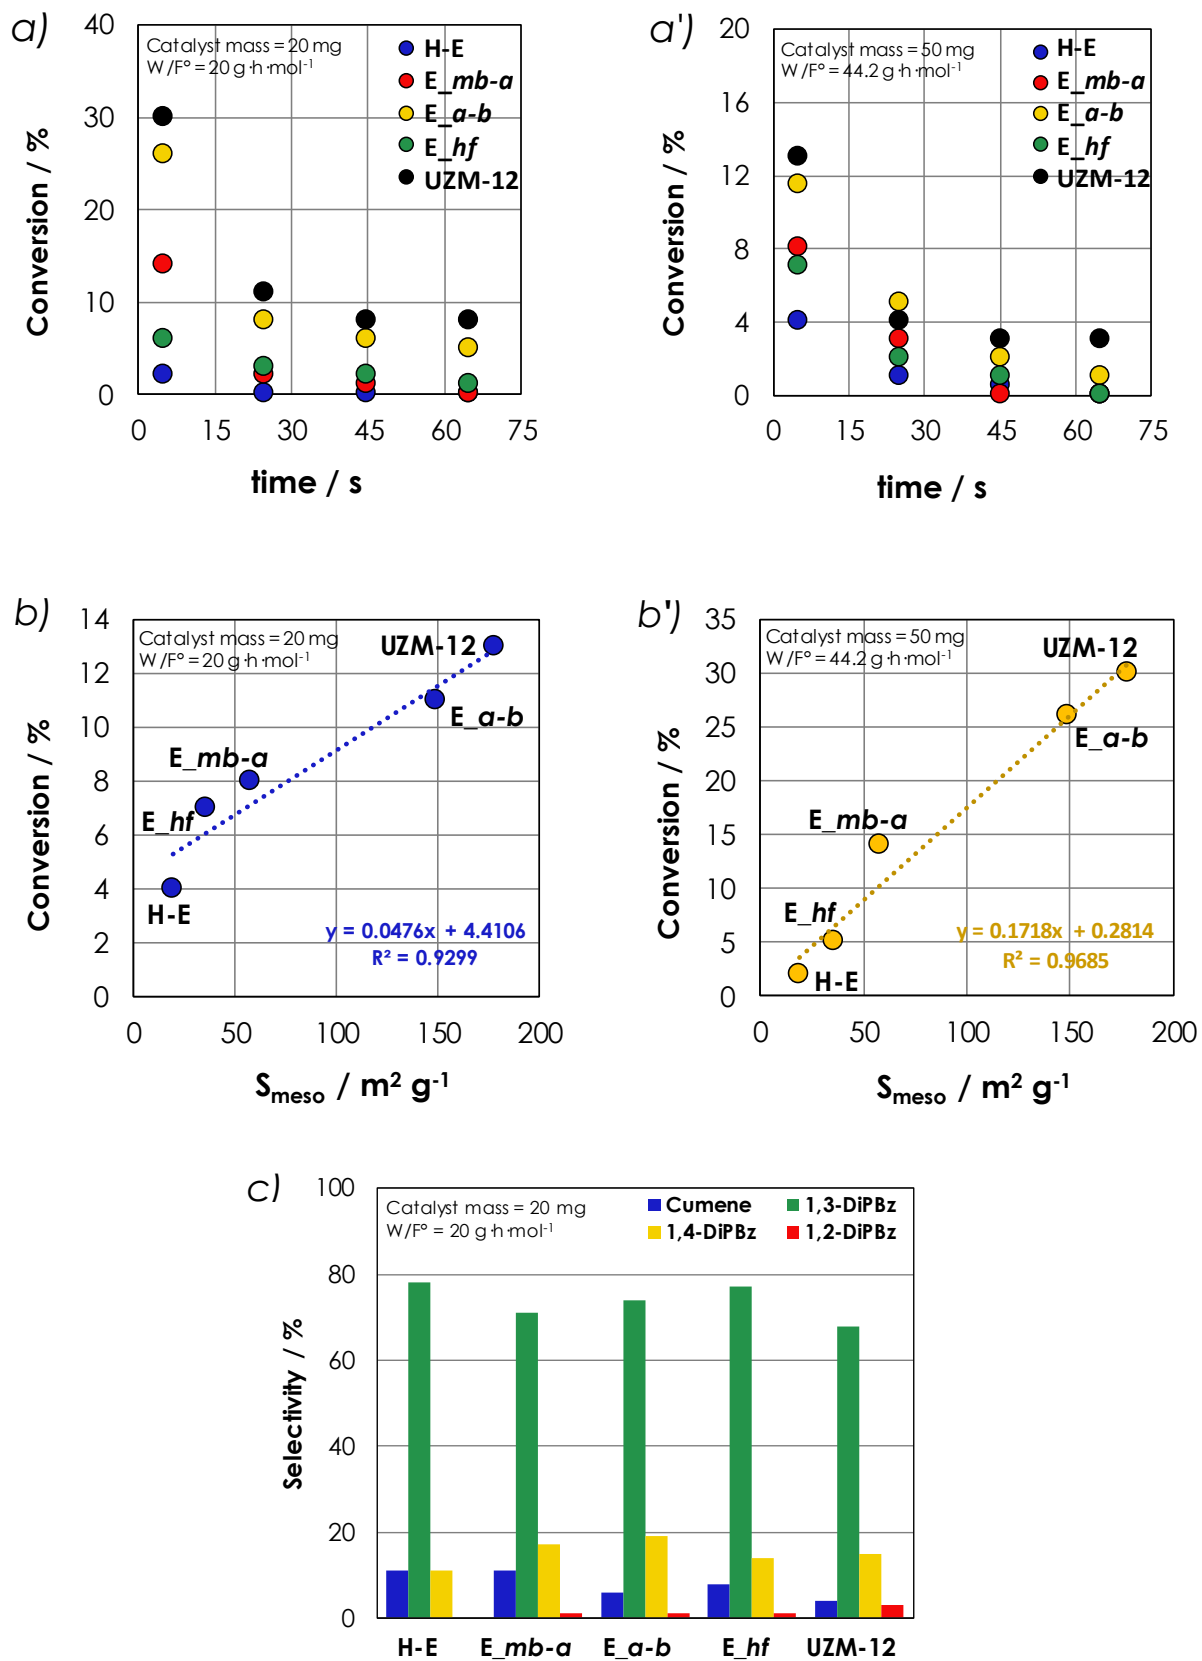 a)
Catalyst mass = 20 mg
W/F° = 20 g·h·mol⁻¹
H-E
E_mb-a
E_a-b
E_hf
UZM-12
40
30
20
10
0
Conversion / %
0 15 30 45 60 75
time / s
a')
Catalyst mass = 50 mg
W/F° = 44.2 g·h·mol⁻¹
H-E
E_mb-a
E_a-b
E_hf
UZM-12
20
16
12
8
4
0
Conversion / %
0 15 30 45 60 75
time / s
b)
Catalyst mass = 20 mg
W/F° = 20 g·h·mol⁻¹
UZM-12
E_a-b
E_mb-a
E_hf
H-E
y = 0.0476x + 4.4106
R² = 0.9299
14
12
10
8
6
4
2
0
Conversion / %
0 50 100 150 200
Smeso / m² g⁻¹
b')
Catalyst mass = 50 mg
W/F° = 44.2 g·h·mol⁻¹
UZM-12
E_a-b
E_mb-a
E_hf
H-E
y = 0.1718x + 0.2814
R² = 0.9685
35
30
25
20
15
10
5
0
Conversion / %
0 50 100 150 200
Smeso / m² g⁻¹
c)
Catalyst mass = 20 mg
W/F° = 20 g·h·mol⁻¹
Cumene 1,3-DiPBz
1,4-DiPBz 1,2-DiPBz
100
80
60
40
20
0
Selectivity / %
H-E E_mb-a E_a-b E_hf UZM-12